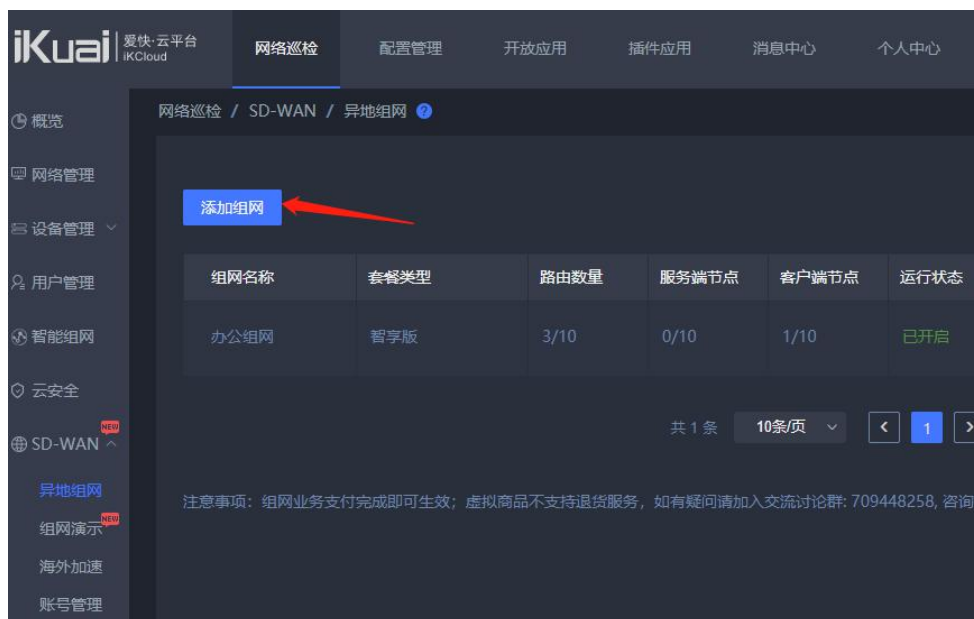 iKuai 爱快·云平台
iKCloud
网络巡检 配置管理 开放应用 插件应用 消息中心 个人中心
网络巡检 / SD-WAN / 异地组网 ?
概览
网络管理
设备管理
用户管理
智能组网
云安全
NEW
SD-WAN
异地组网
组网演示 NEW
海外加速
账号管理
添加组网
组网名称 套餐类型 路由数量 服务端节点 客户端节点 运行状态
办公组网 智享版 3/10 0/10 1/10 已开启
共 1 条 10条/页 < 1 >
注意事项：组网业务支付完成即可生效；虚拟商品不支持退货服务，如有疑问请加入交流讨论群: 709448258, 咨询